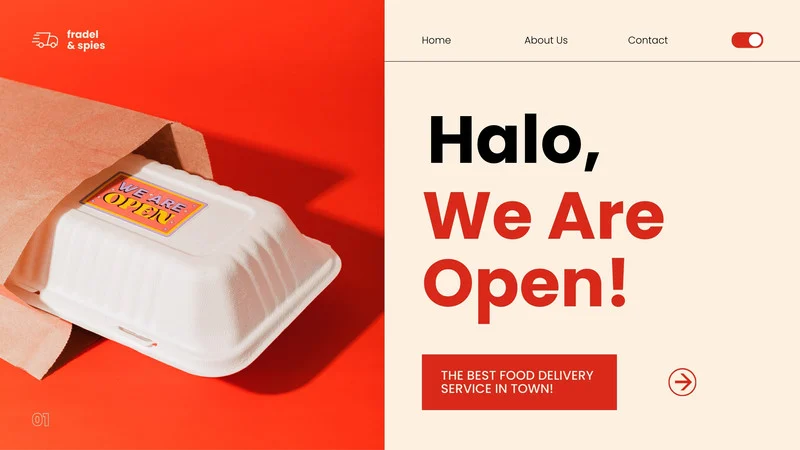 fradel
& spies
Home
About Us
Contact
WE ARE
OPEN
Halo,
We Are
Open!
THE BEST FOOD DELIVERY
SERVICE IN TOWN!
01